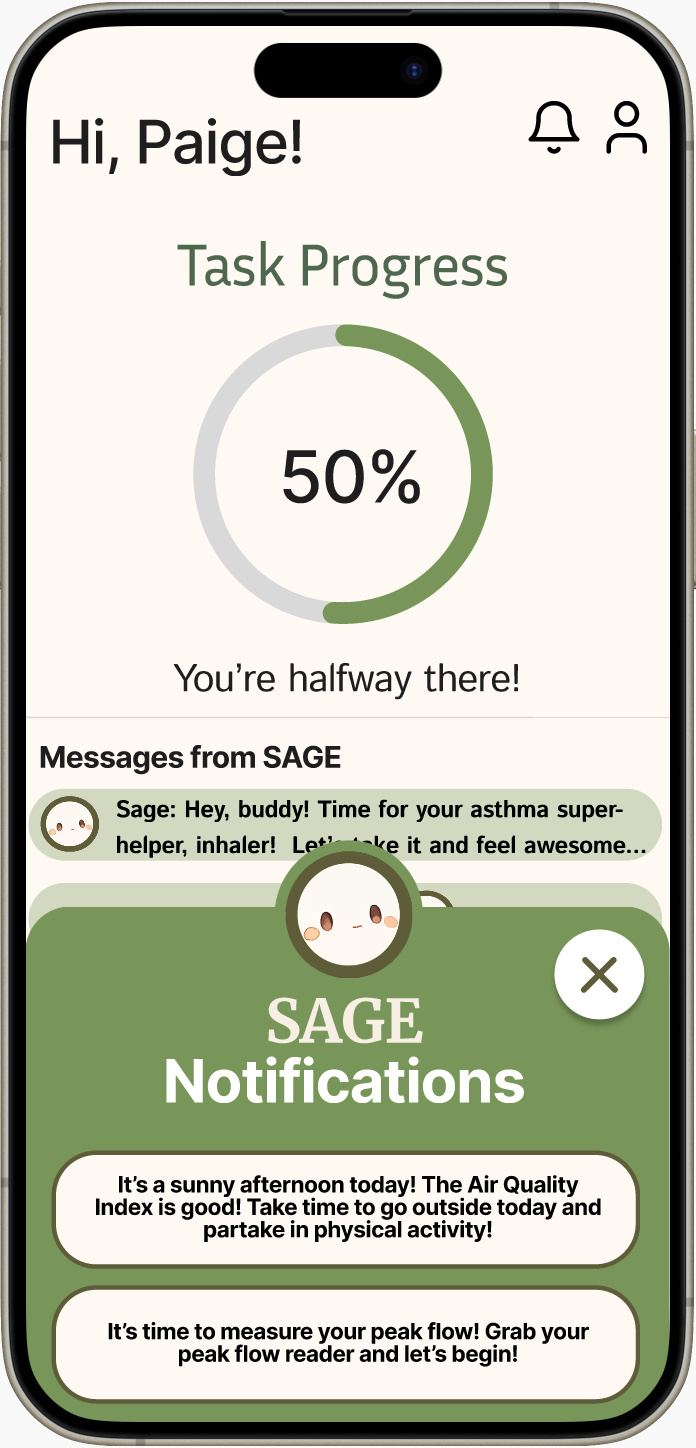 Hi, Paige!
Task Progress
50%
You're halfway there!
Messages from SAGE
Sage: Hey, buddy! Time for your asthma super-
helper, inhaler! Let's take it and feel awesome...
SAGE
Notifications
It's a sunny afternoon today! The Air Quality
Index is good! Take time to go outside today and
partake in physical activity!
It's time to measure your peak flow! Grab your
peak flow reader and let's begin!